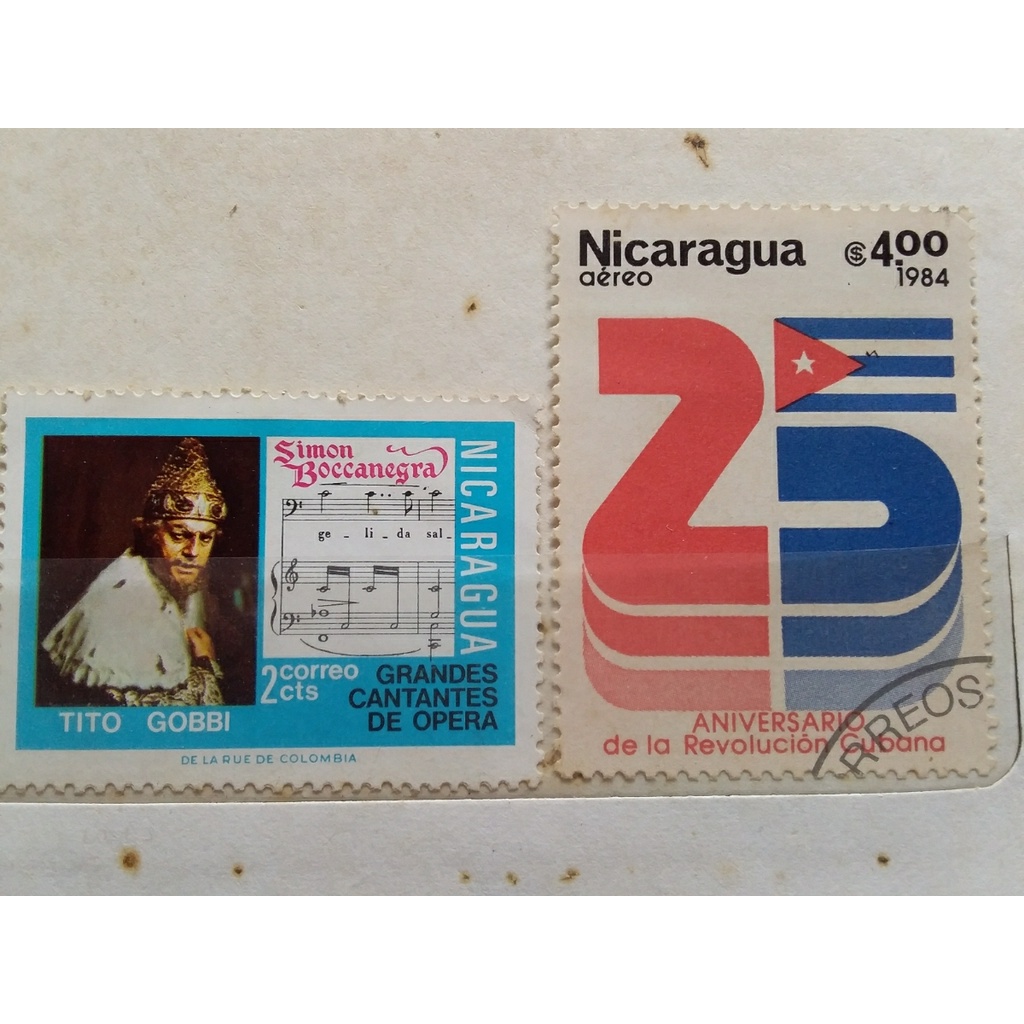 Simon
Boccanegra
ge - li - da sal -
NICARAGUA
2 correo
cts
GRANDES
CANTANTES
DE OPERA
TITO GOBBI
DE LA RUE DE COLOMBIA
Nicaragua
aéreo
₡$4.00
1984
25
ANIVERSARIO
de la Revolución Cubana
RREOS